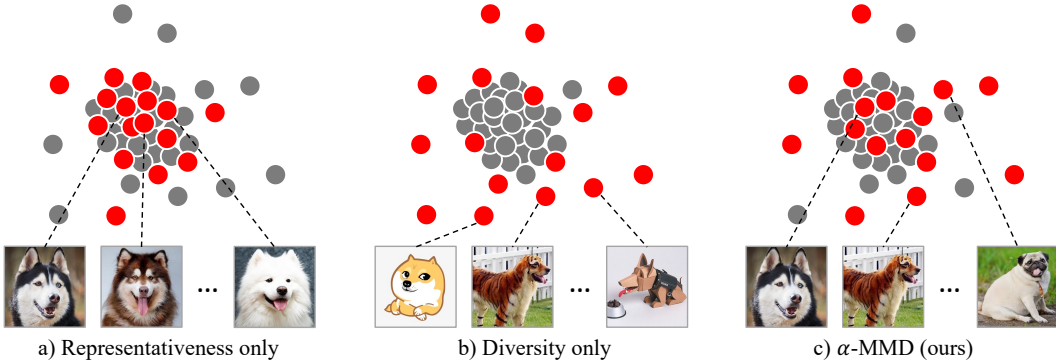 ... ... ...
a) Representativeness only b) Diversity only c) α-MMD (ours)